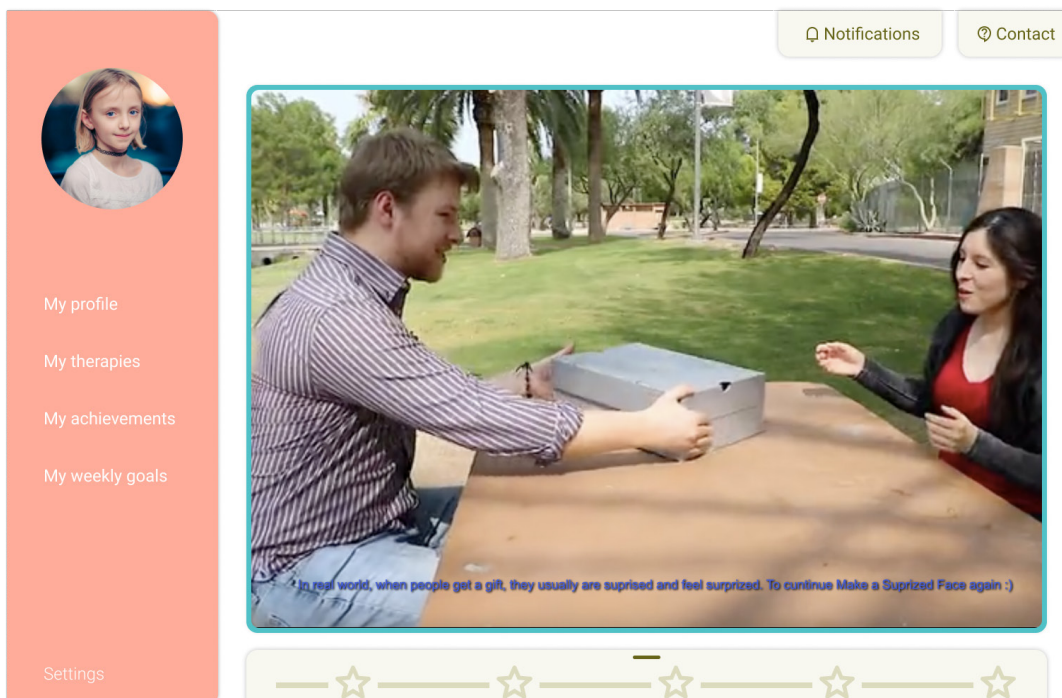 Notifications
Contact
My profile
My therapies
My achievements
My weekly goals
Settings
In real world, when people get a gift, they usually are suprised and feel surprized. To cuntinue Make a Suprized Face again :)